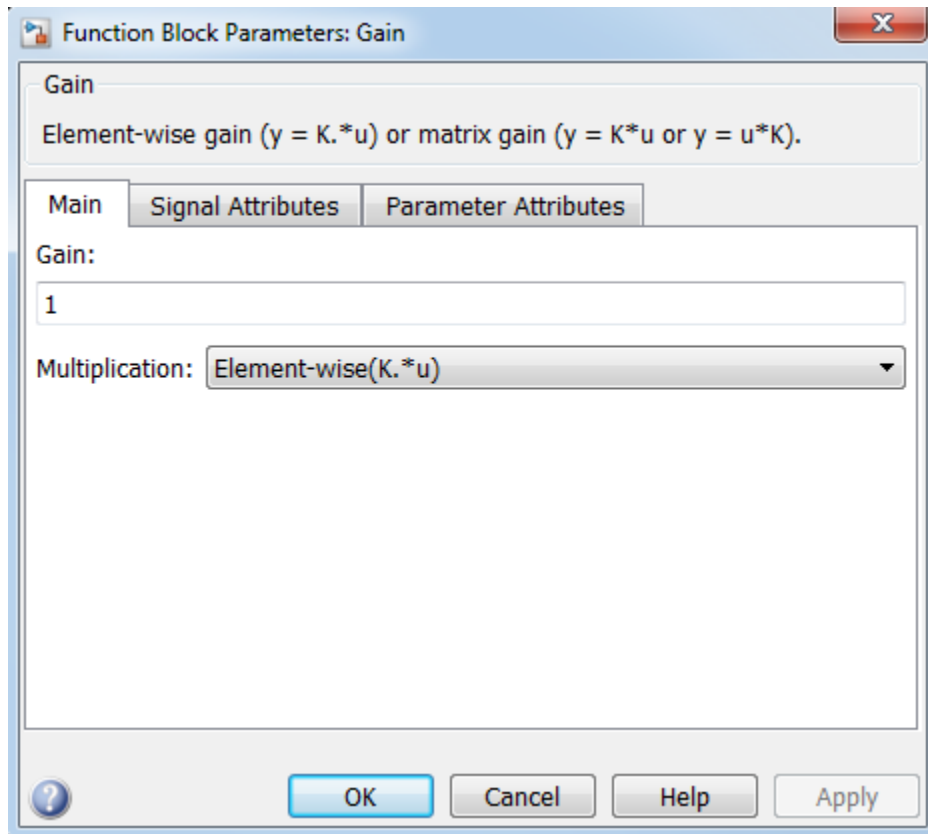 Function Block Parameters: Gain
x
Gain
Element-wise gain (y = K.*u) or matrix gain (y = K*u or y = u*K).
Main Signal Attributes Parameter Attributes
Gain:
1
Multiplication: Element-wise(K.*u)
? OK Cancel Help Apply